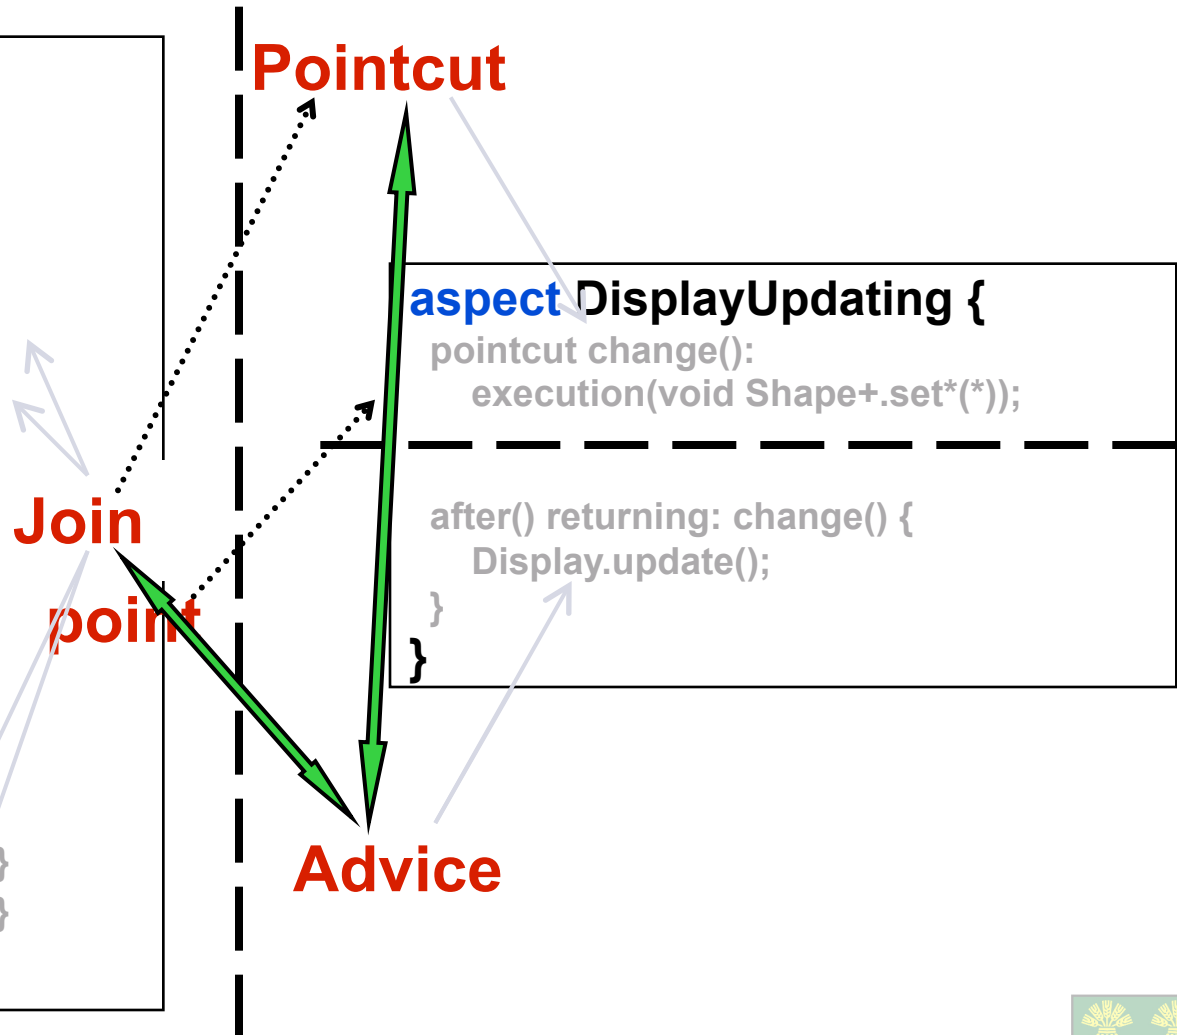 Pointcut
aspect DisplayUpdating {
pointcut change():
execution(void Shape+.set*(*));
Join
point
after() returning: change() {
Display.update();
}
}
Advice
}
}